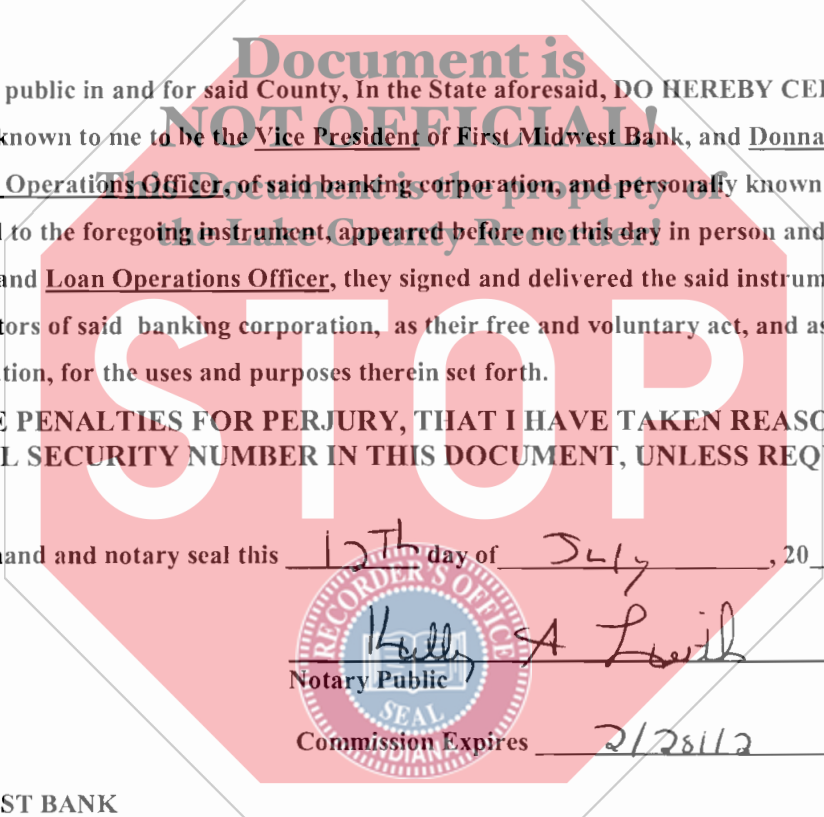 Document is
public in and for said County, In the State aforesaid, DO HEREBY CE
NOT OFFICIAL!
known to me to be the Vice President of First Midwest Bank, and Donna
This Document is the property of
Operations Officer, of said banking corporation, and personally known
the Lake County Recorder!
to the foregoing instrument, appeared before me this day in person and
and Loan Operations Officer, they signed and delivered the said instrum
tors of said banking corporation, as their free and voluntary act, and as
tion, for the uses and purposes therein set forth.
STOP
E PENALTIES FOR PERJURY, THAT I HAVE TAKEN REASO
L SECURITY NUMBER IN THIS DOCUMENT, UNLESS REQ
hand and notary seal this 12Th day of July, 20
RECORDER'S OFFICE
Kelly A
Notary Public
SEAL
INDIANA
Commission Expires 2/28/12
ST BANK